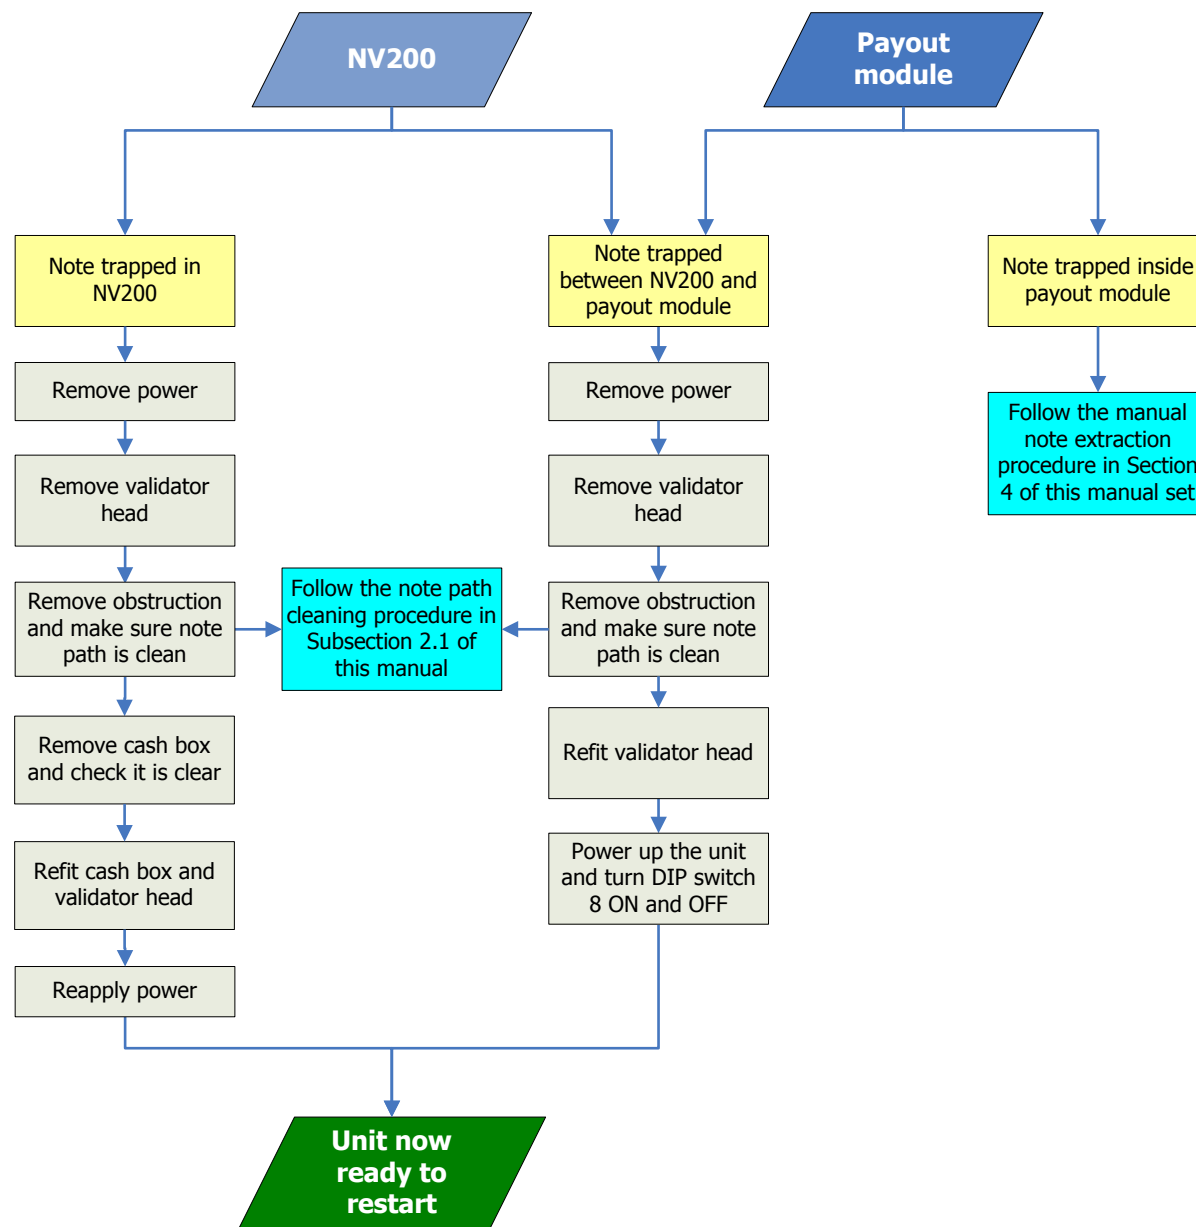 NV200
Payout
module
Note trapped in
NV200
Note trapped
between NV200 and
payout module
Note trapped inside
payout module
Remove power
Remove power
Follow the manual
note extraction
procedure in Section
4 of this manual set
Remove validator
head
Remove validator
head
Remove obstruction
and make sure note
path is clean
Follow the note path
cleaning procedure in
Subsection 2.1 of
this manual
Remove obstruction
and make sure note
path is clean
Remove cash box
and check it is clear
Refit validator head
Refit cash box and
validator head
Power up the unit
and turn DIP switch
8 ON and OFF
Reapply power
Unit now
ready to
restart